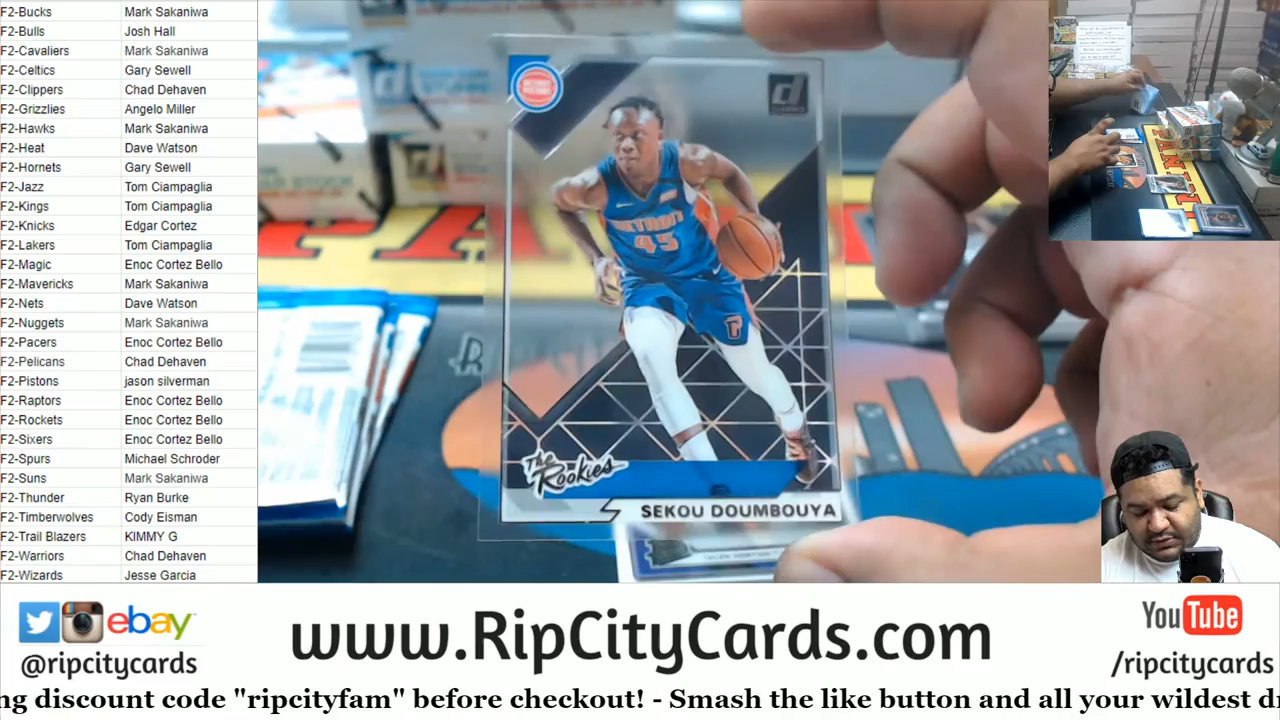 F2-Bucks Mark Sakaniwa
F2-Bulls Josh Hall
F2-Cavaliers Mark Sakaniwa
F2-Celtics Gary Sewell
F2-Clippers Chad Dehaven
F2-Grizzlies Angelo Miller
F2-Hawks Mark Sakaniwa
F2-Heat Dave Watson
F2-Hornets Gary Sewell
F2-Jazz Tom Ciampaglia
F2-Kings Tom Ciampaglia
F2-Knicks Edgar Cortez
F2-Lakers Tom Ciampaglia
F2-Magic Enoc Cortez Bello
F2-Mavericks Mark Sakaniwa
F2-Nets Dave Watson
F2-Nuggets Mark Sakaniwa
F2-Pacers Enoc Cortez Bello
F2-Pelicans Chad Dehaven
F2-Pistons jason silverman
F2-Raptors Enoc Cortez Bello
F2-Rockets Enoc Cortez Bello
F2-Sixers Enoc Cortez Bello
F2-Spurs Michael Schroder
F2-Suns Mark Sakaniwa
F2-Thunder Ryan Burke
F2-Timberwolves Cody Eisman
F2-Trail Blazers KIMMY G
F2-Warriors Chad Dehaven
F2-Wizards Jesse Garcia
DETROIT
45
The Rookies
SEKOU DOUMBOUYA
ebay
@ripcitycards
www.RipCityCards.com
YouTube
/ripcitycards
ng discount code "ripcityfam" before checkout! - Smash the like button and all your wildest d